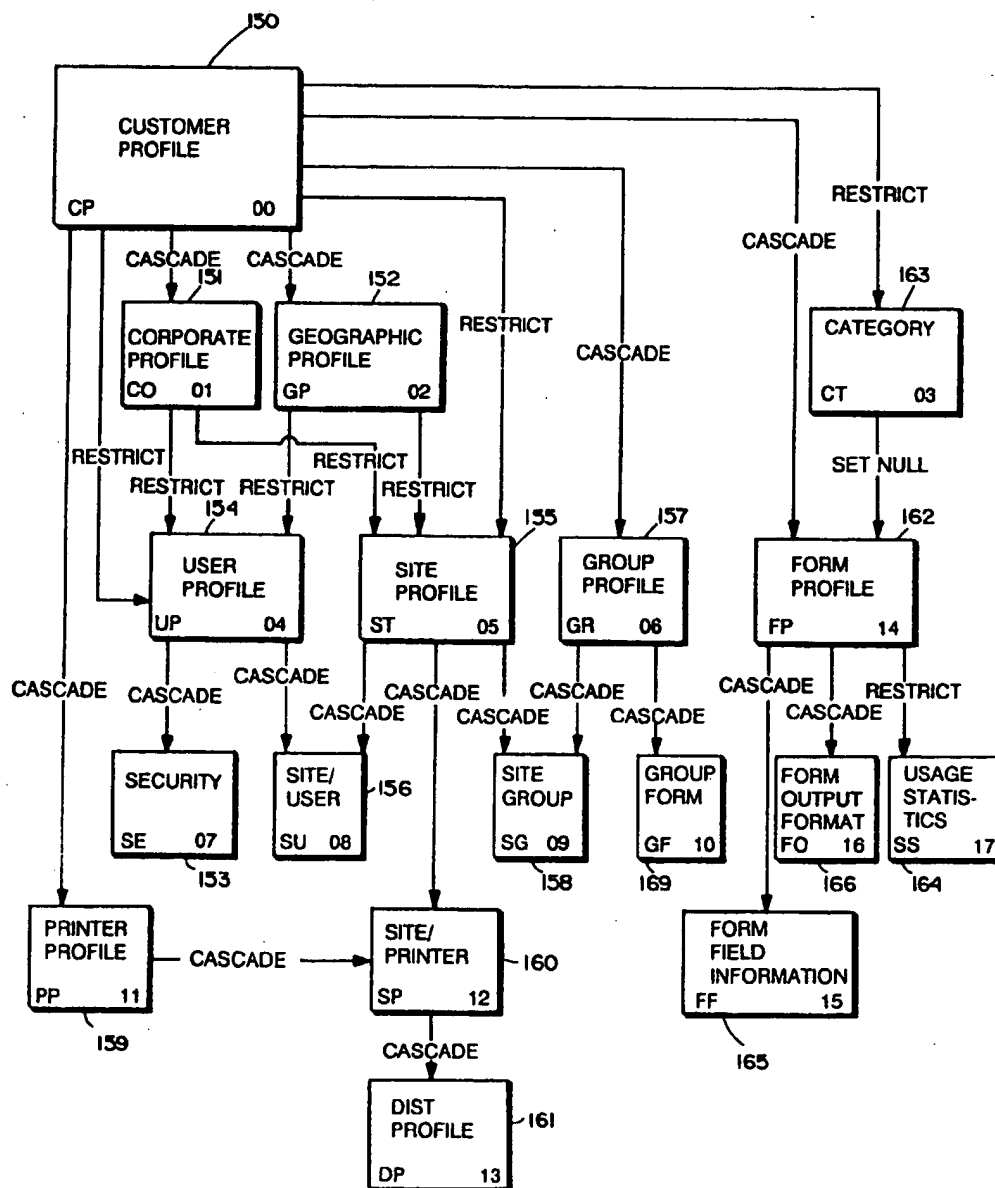 150
CUSTOMER
PROFILE
CP 00
RESTRICT
CASCADE
CASCADE CASCADE
151
152
163
RESTRICT
CASCADE
CORPORATE
PROFILE
CO 01
GEOGRAPHIC
PROFILE
GP 02
CATEGORY
CT 03
RESTRICT
RESTRICT
RESTRICT
RESTRICT
RESTRICT
SET NULL
154
155
157
162
USER
PROFILE
UP 04
SITE
PROFILE
ST 05
GROUP
PROFILE
GR 06
FORM
PROFILE
FP 14
CASCADE
CASCADE
CASCADE
CASCADE
CASCADE
CASCADE
CASCADE
CASCADE
CASCADE
CASCADE
RESTRICT
SECURITY
SE 07
153
SITE/
USER
SU 08
156
SITE
GROUP
SG 09
158
GROUP
FORM
GF 10
169
FORM
OUTPUT
FORMAT
FO 16
166
USAGE
STATIS-
TICS
SS 17
164
PRINTER
PROFILE
PP 11
159
CASCADE
SITE/
PRINTER
SP 12
160
FORM
FIELD
INFORMATION
FF 15
165
CASCADE
DIST
PROFILE
DP 13
161